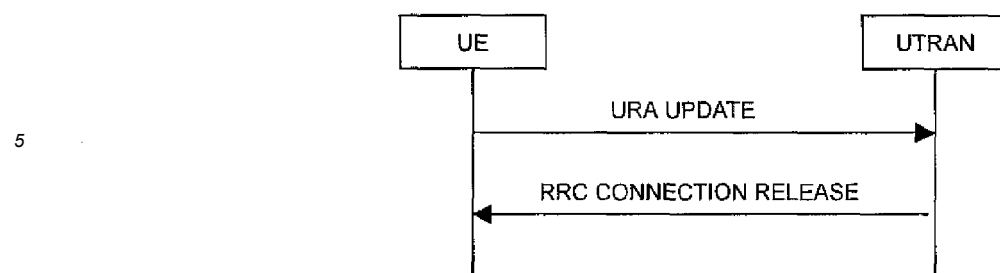 UE
UTRAN
URA UPDATE
5
RRC CONNECTION RELEASE